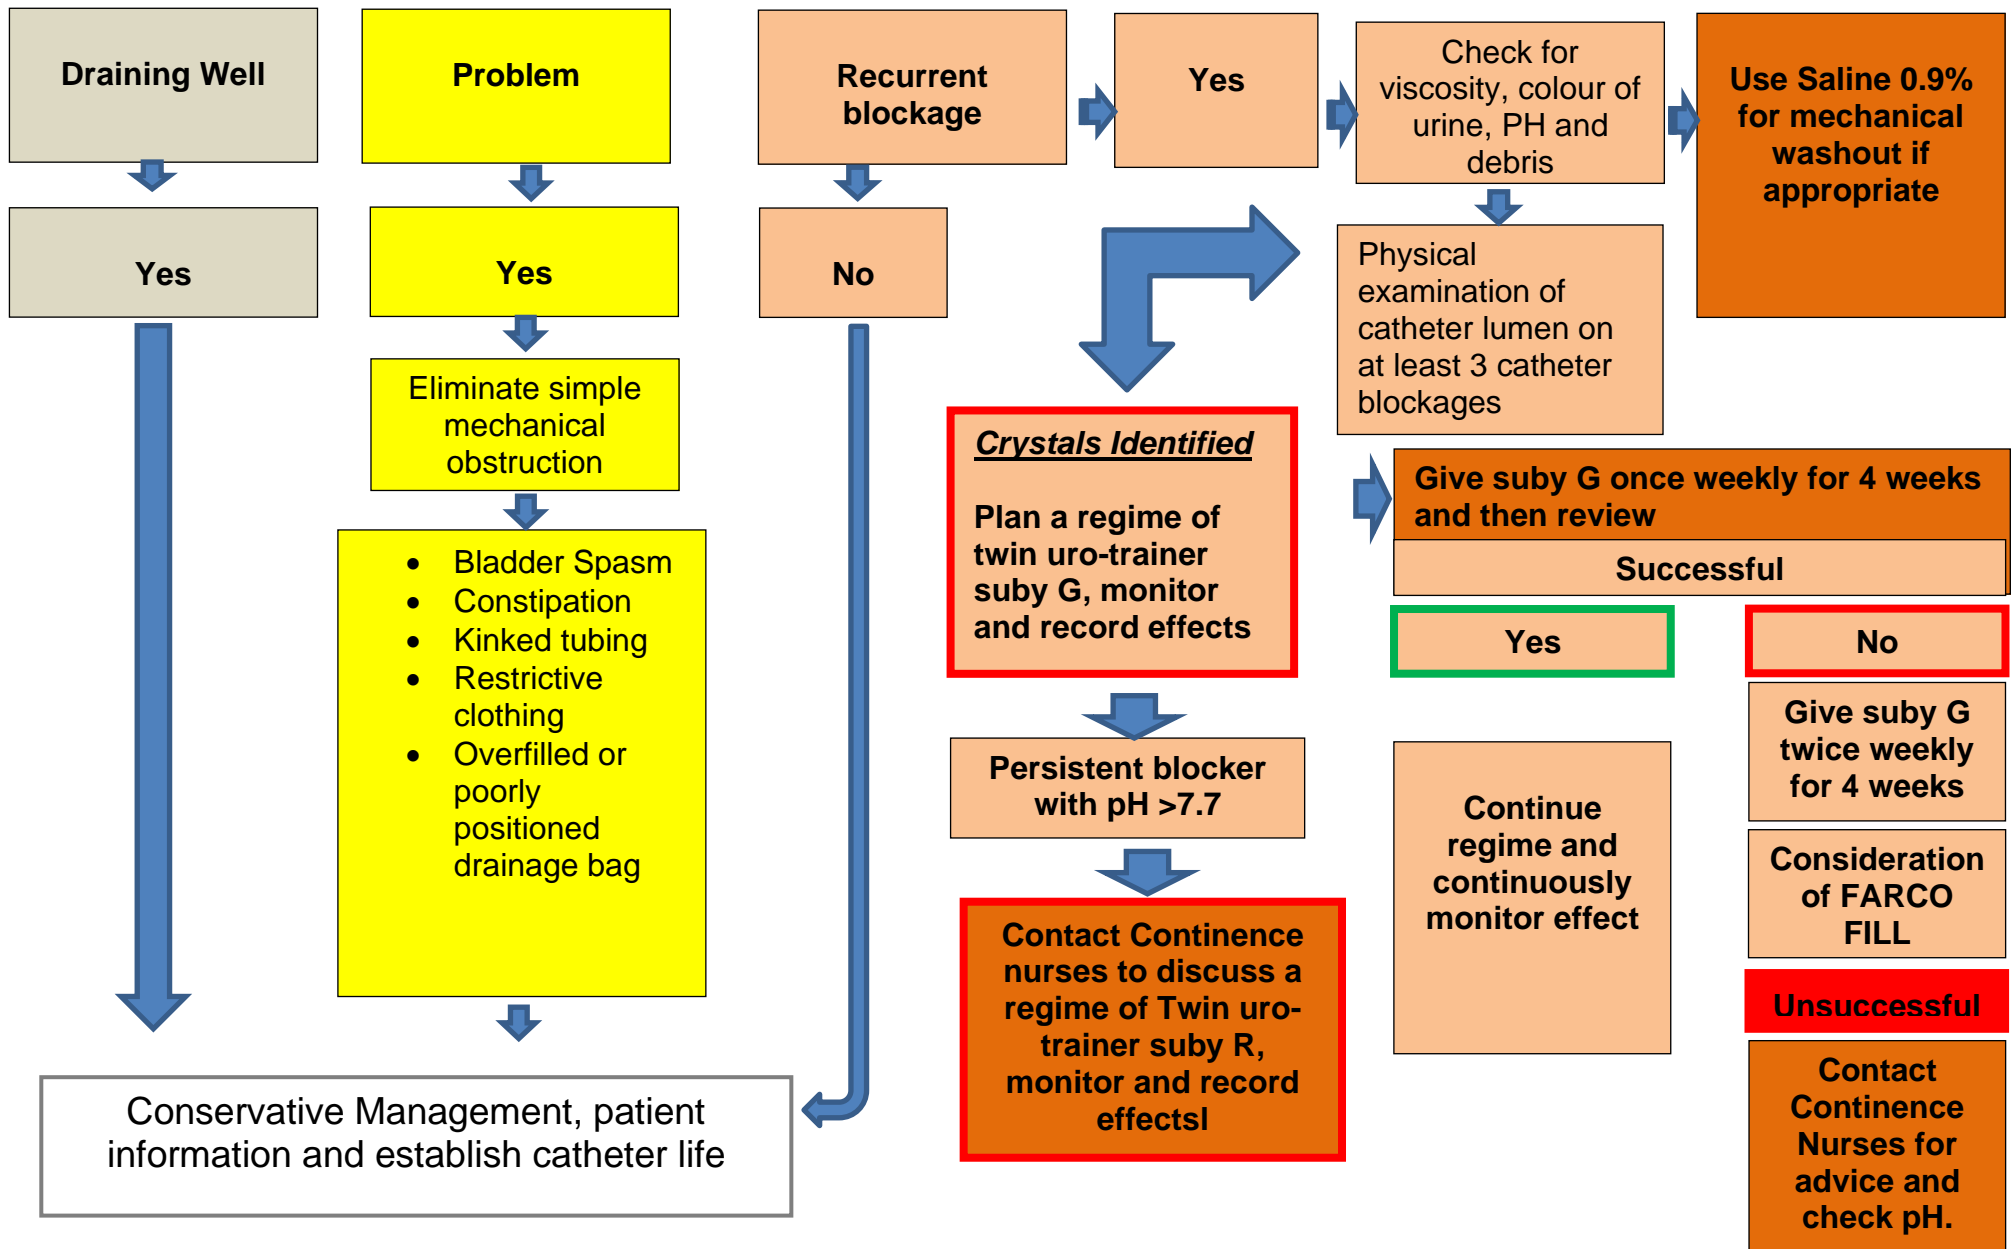 Draining Well
Yes
Problem
Yes
Eliminate simple
mechanical
obstruction
• Bladder Spasm
• Constipation
• Kinked tubing
• Restrictive
clothing
• Overfilled or
poorly
positioned
drainage bag
Conservative Management, patient
information and establish catheter life
Recurrent
blockage
No
Yes
Check for
viscosity, colour of
urine, PH and
debris
Use Saline 0.9%
for mechanical
washout if
appropriate
Physical
examination of
catheter lumen on
at least 3 catheter
blockages
Crystals Identified
Plan a regime of
twin uro-trainer
suby G, monitor
and record effects
Persistent blocker
with pH >7.7
Contact Continence
nurses to discuss a
regime of Twin uro-
trainer suby R,
monitor and record
effectsl
Give suby G once weekly for 4 weeks
and then review
Successful
Yes
Continue
regime and
continuously
monitor effect
No
Give suby G
twice weekly
for 4 weeks
Consideration
of FARCO
FILL
Unsuccessful
Contact
Continence
Nurses for
advice and
check pH.